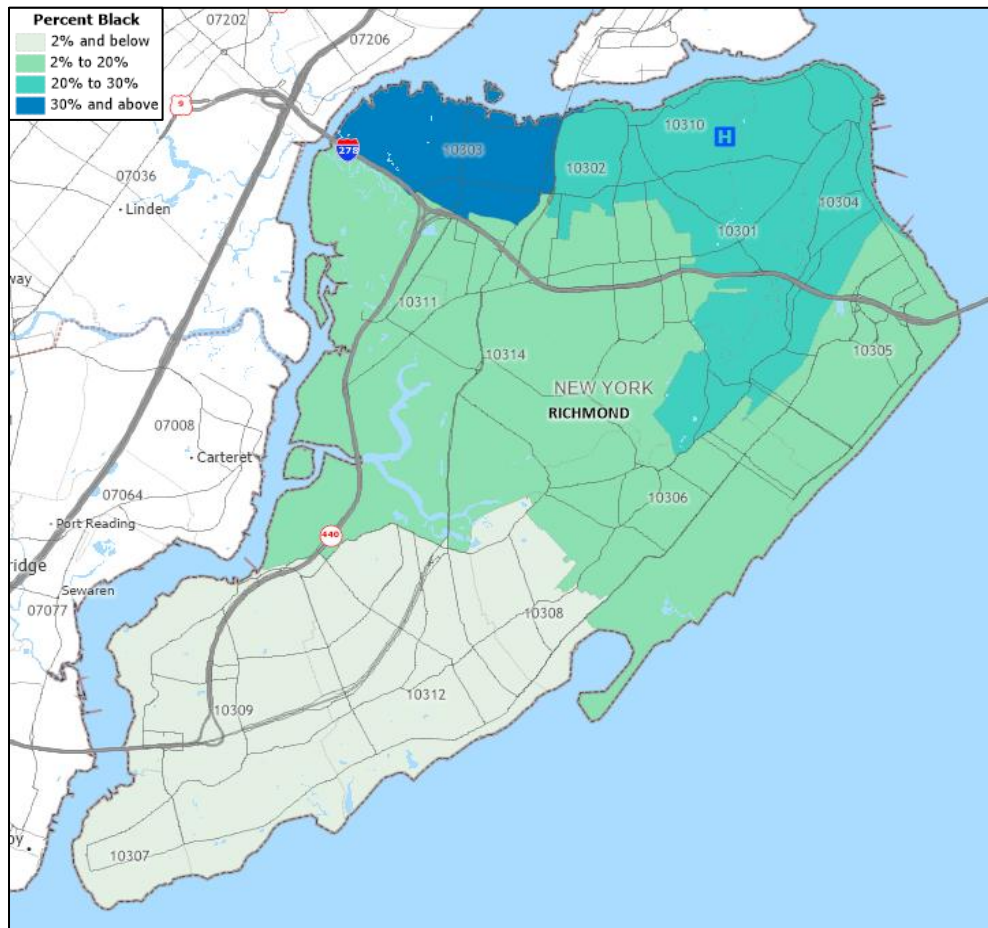 Percent Black
2% and below
2% to 20%
20% to 30%
30% and above
07202
07206
9
278
07036
Linden
10303
10302
10310
H
10304
10301
way
10311
10314
10305
NEW YORK
RICHMOND
07008
Carteret
07064
10306
Port Reading
440
ridge
Sewaren
07077
10308
10312
10309
oy
10307